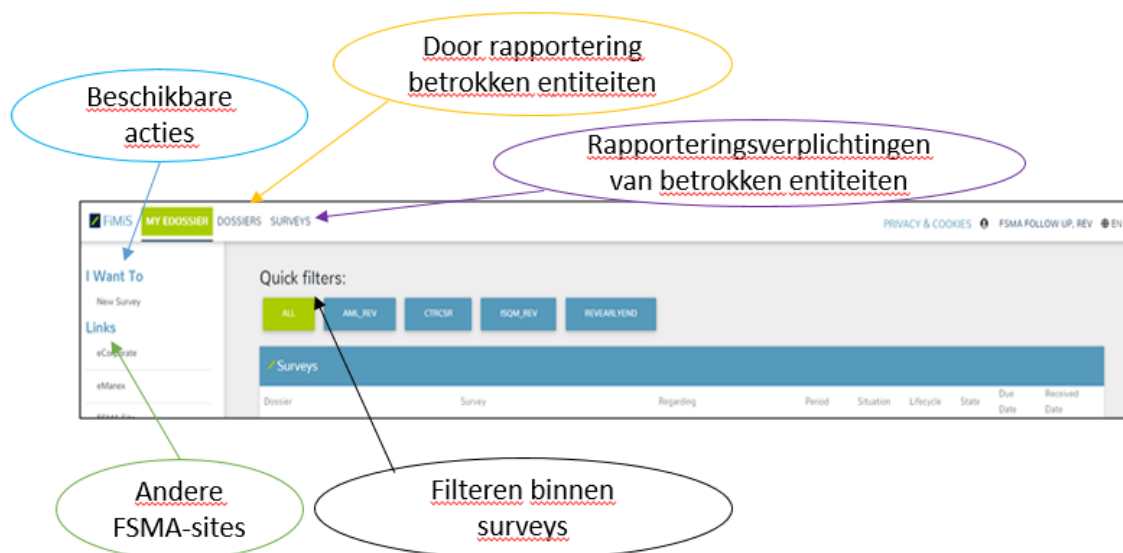 Door rapportering
betrokken entiteiten
Beschikbare
acties
Rapporteringsverplichtingen
van betrokken entiteiten
FiMiS MY EDOSSIER DOSSIERS SURVEYS PRIVACY & COOKIES FSMA FOLLOW UP, REV EN
I Want To
New Survey
Links
eCorporate
eManex
FSMA Site
Quick filters:
ALL AML_REV CTRCSR ISQM_REV REVEARLYEND
Surveys
Dossier Survey Regarding Period Situation Lifecycle State Due Date Received Date
Andere
FSMA-sites
Filteren binnen
surveys